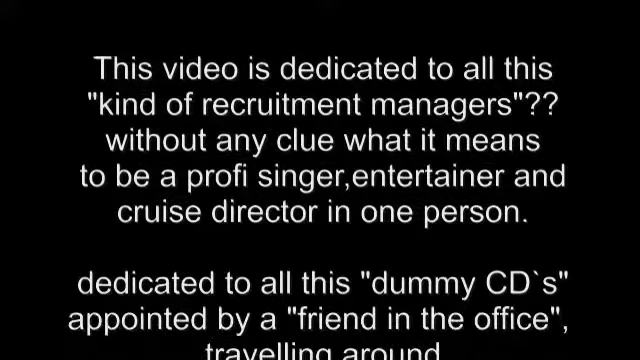 This video is dedicated to all this
"kind of recruitment managers"??
without any clue what it means
to be a profi singer,entertainer and
cruise director in one person.
dedicated to all this "dummy CD`s"
appointed by a "friend in the office",
travelling around